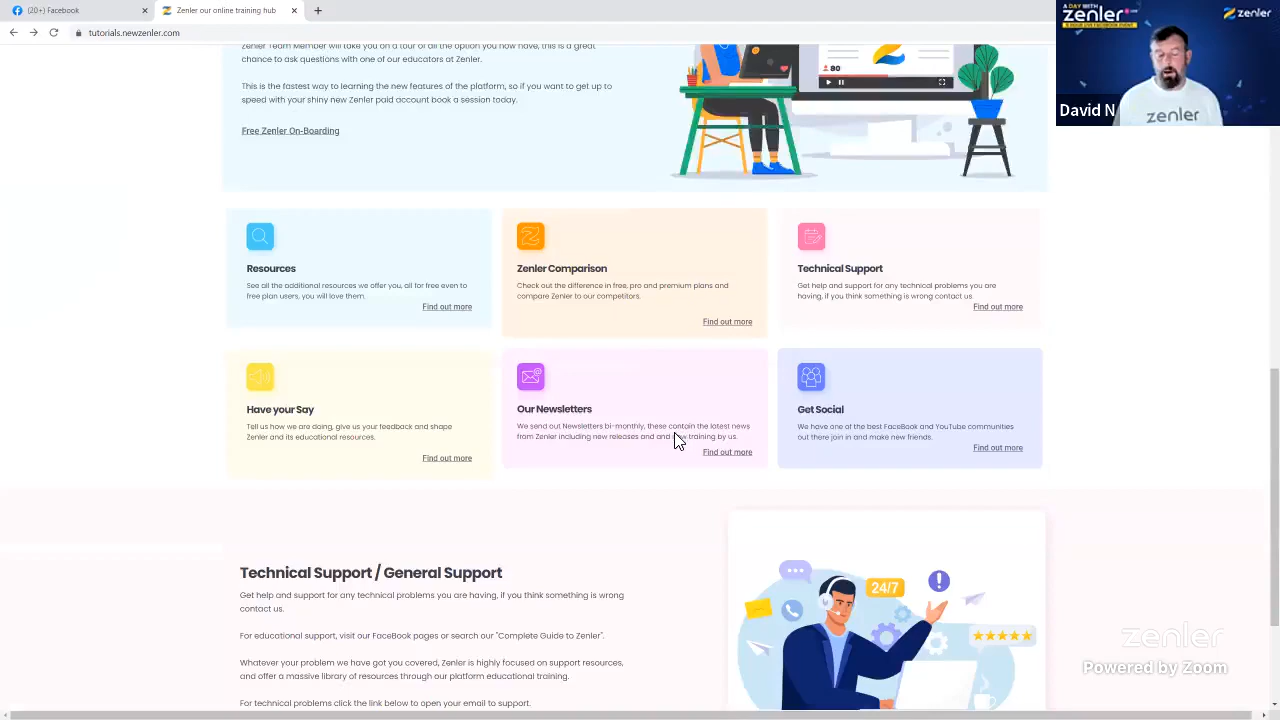 (20+) Facebook
Zenler our online training hub
tutorials.newzenler.com
A DAY WITH
zenler
zenler
zenler
David N
Zenler Team Member will take you on a tour of all the option you now have, this is a great
chance to ask questions with one of our educators at Zenler.
This is the fastest way to learning the new features of the platform, so if you want to get up to
speed with your shiny new Zenler paid account book a session today.
Free Zenler On-Boarding
80
Resources
See all the additional resources we offer you, all for free even to
free plan users, you will love them.
Find out more
Zenler Comparison
Check out the difference in free, pro and premium plans and
compare Zenler to our competitors.
Find out more
Technical Support
Get help and support for any technical problems you are
having, if you think something is wrong contact us.
Find out more
Have your Say
Tell us how we are doing, give us your feedback and shape
Zenler and its educational resources.
Find out more
Our Newsletters
We send out Newsletters bi-monthly, these contain the latest news
from Zenler including new releases and and training by us.
Find out more
Get Social
We have one of the best FaceBook and YouTube communities
out there join in and make new friends.
Find out more
Technical Support / General Support
Get help and support for any technical problems you are having, if you think something is wrong
contact us.
For educational support, visit our FaceBook pages or search our "Complete Guide to Zenler".
Whatever your problem we have got you covered, Zenler is highly focused on support resources,
and offer a massive library of resources through our platform educational training.
For technical problems click the link below to open your email to support.
24/7
zenler
Powered by Zoom